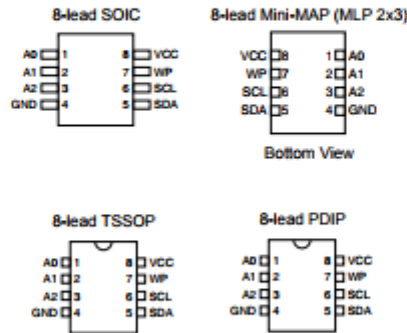 8-lead SOIC
A0 1 8 VCC
A1 2 7 WP
A2 3 6 SCL
GND 4 5 SDA
8-lead Mini-MAP (MLP 2x3)
VCC 8 1 A0
WP 7 2 A1
SCL 6 3 A2
SDA 5 4 GND
Bottom View
8-lead TSSOP
A0 1 8 VCC
A1 2 7 WP
A2 3 6 SCL
GND 4 5 SDA
8-lead PDIP
A0 1 8 VCC
A1 2 7 WP
A2 3 6 SCL
GND 4 5 SDA